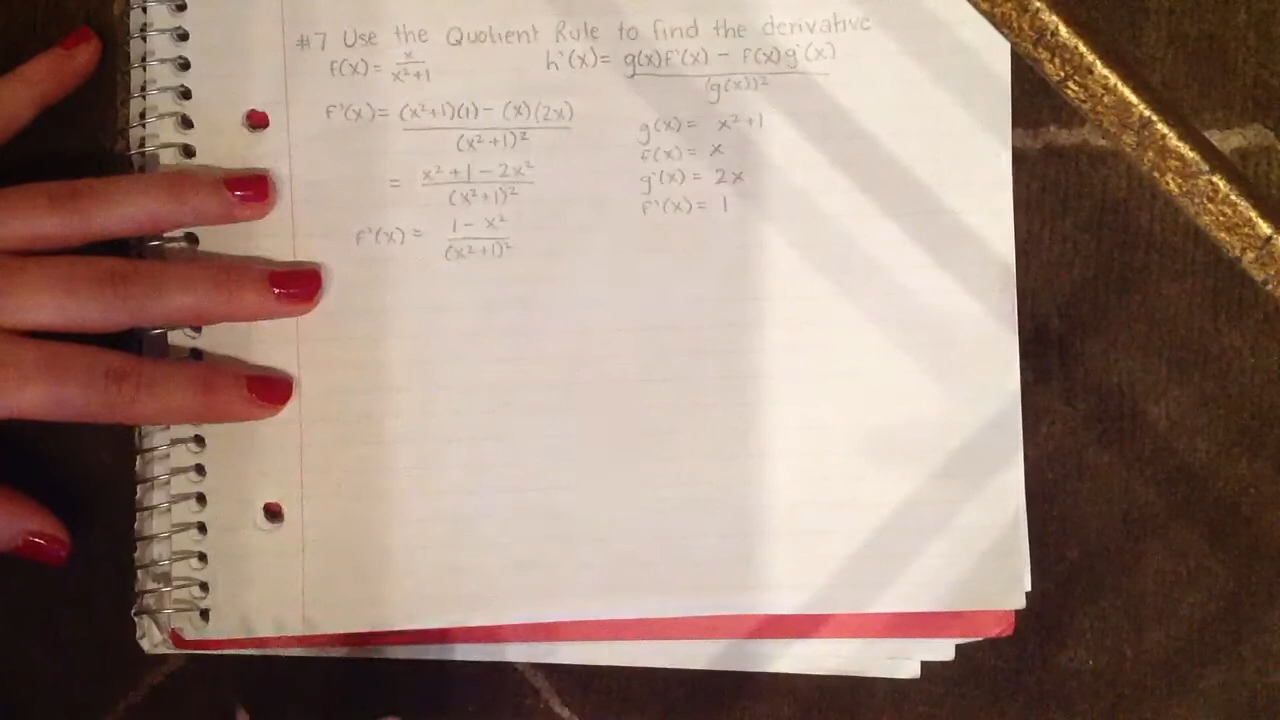 #7 Use the Quotient Rule to find the derivative
f(x) = x/(x²+1)
h'(x) = (g(x)f'(x) - f(x)g'(x))/(g(x))²
f'(x) = ((x²+1)(1) - (x)(2x))/(x²+1)²
= (x²+1-2x²)/(x²+1)²
f'(x) = (1-x²)/(x²+1)²
g(x) = x²+1
f(x) = x
g'(x) = 2x
f'(x) = 1